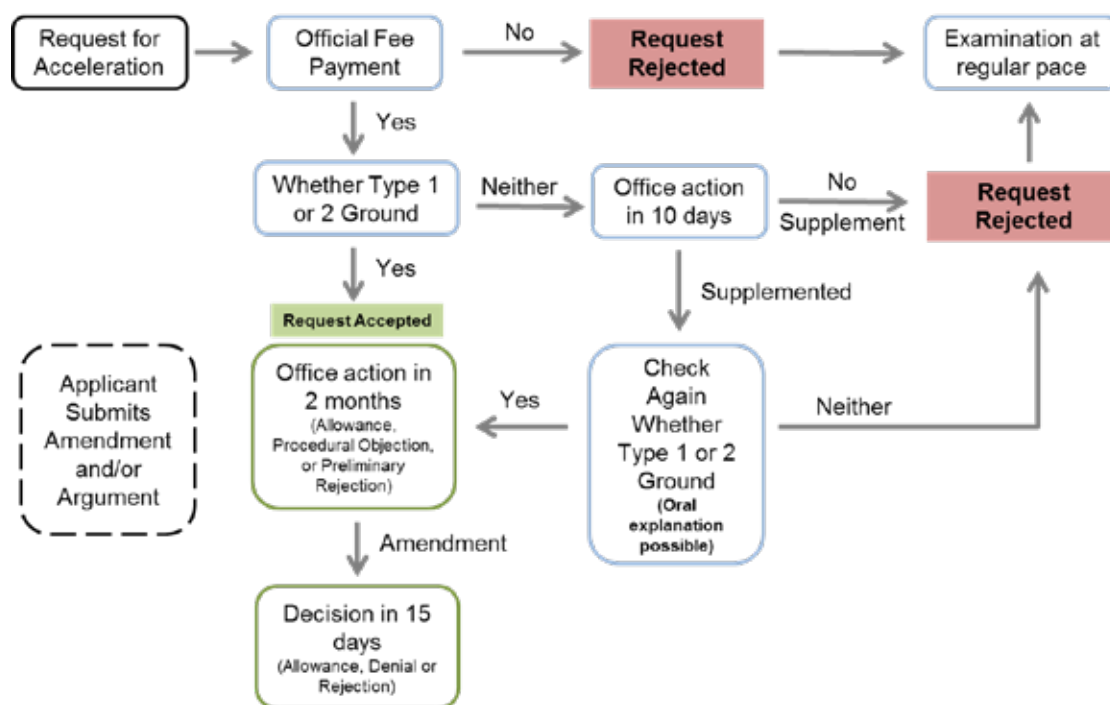 Request for
Acceleration
Official Fee
Payment
No
Request
Rejected
Examination at
regular pace
Yes
Whether Type 1
or 2 Ground
Neither
Office action
in 10 days
No
Supplement
Request
Rejected
Yes
Supplemented
Request Accepted
Applicant
Submits
Amendment
and/or
Argument
Office action in
2 months
(Allowance,
Procedural Objection,
or Preliminary
Rejection)
Yes
Check
Again
Whether
Type 1 or 2
Ground
(Oral
explanation
possible)
Neither
Amendment
Decision in 15
days
(Allowance, Denial or
Rejection)